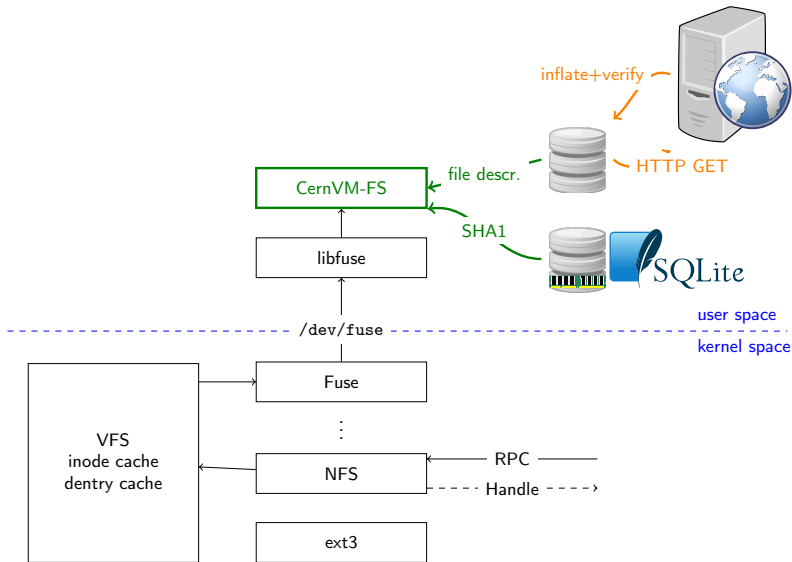 inflate+verify
HTTP GET
file descr.
CernVM-FS
SHA1
libfuse
SQLite
user space
/dev/fuse
kernel space
Fuse
VFS
inode cache
dentry cache
RPC
NFS
Handle
ext3